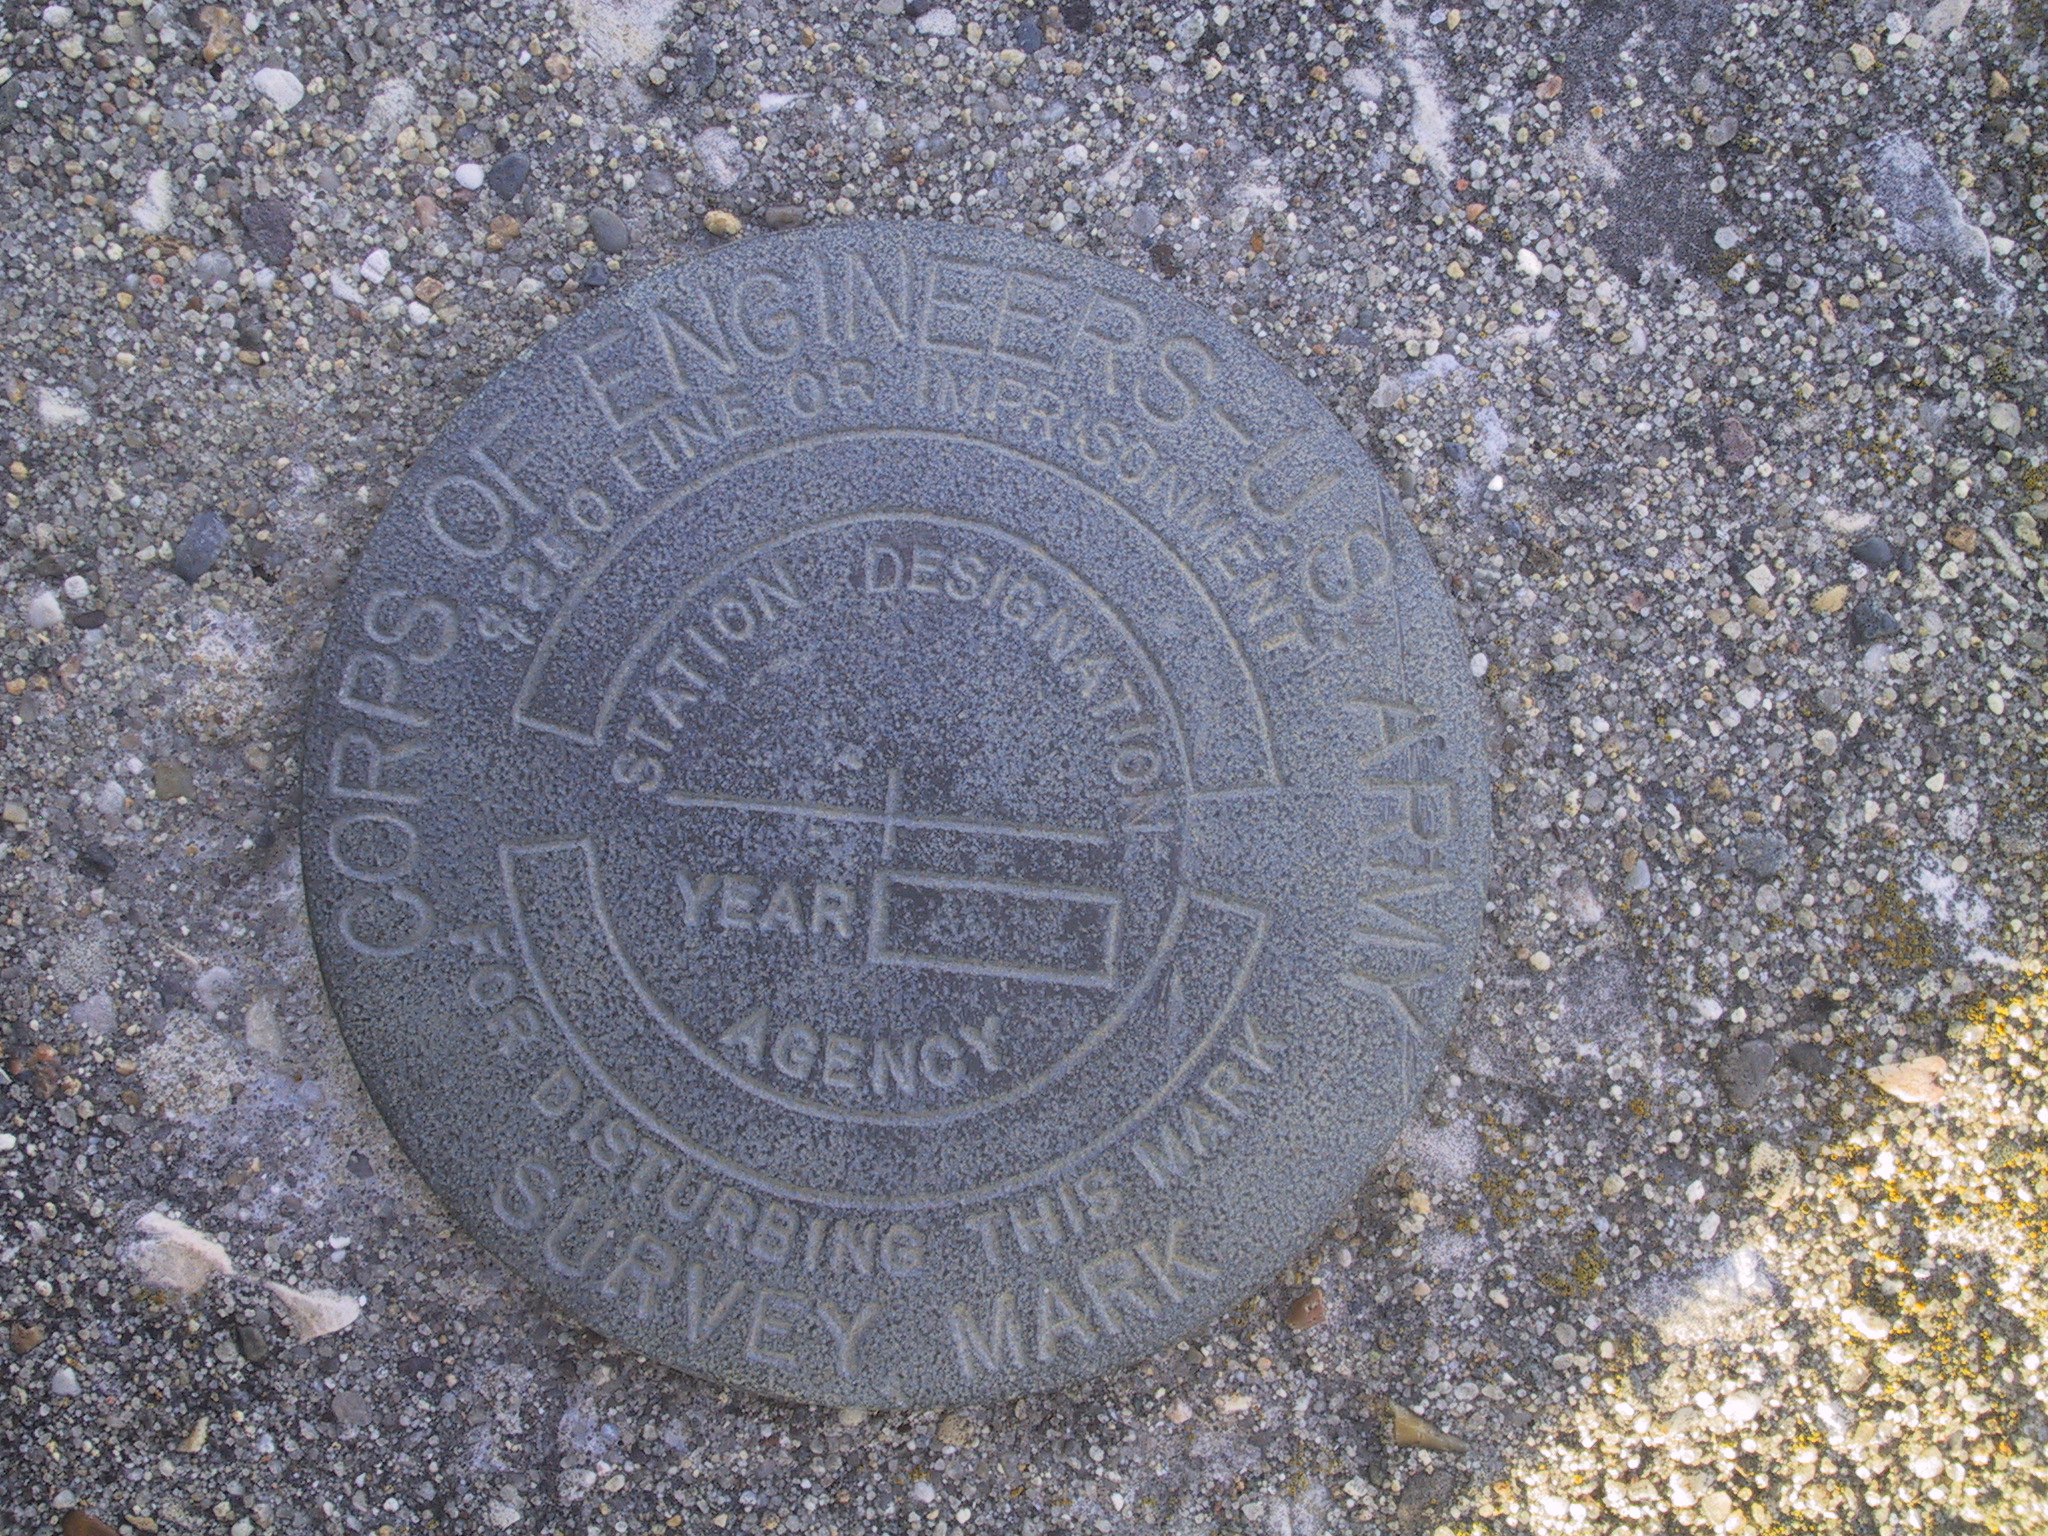 CORPS OF ENGINEERS-U.S. ARMY
$250 FINE OR IMPRISONMENT,
STATION DESIGNATION
YEAR
AGENCY
FOR DISTURBING THIS MARK
SURVEY MARK